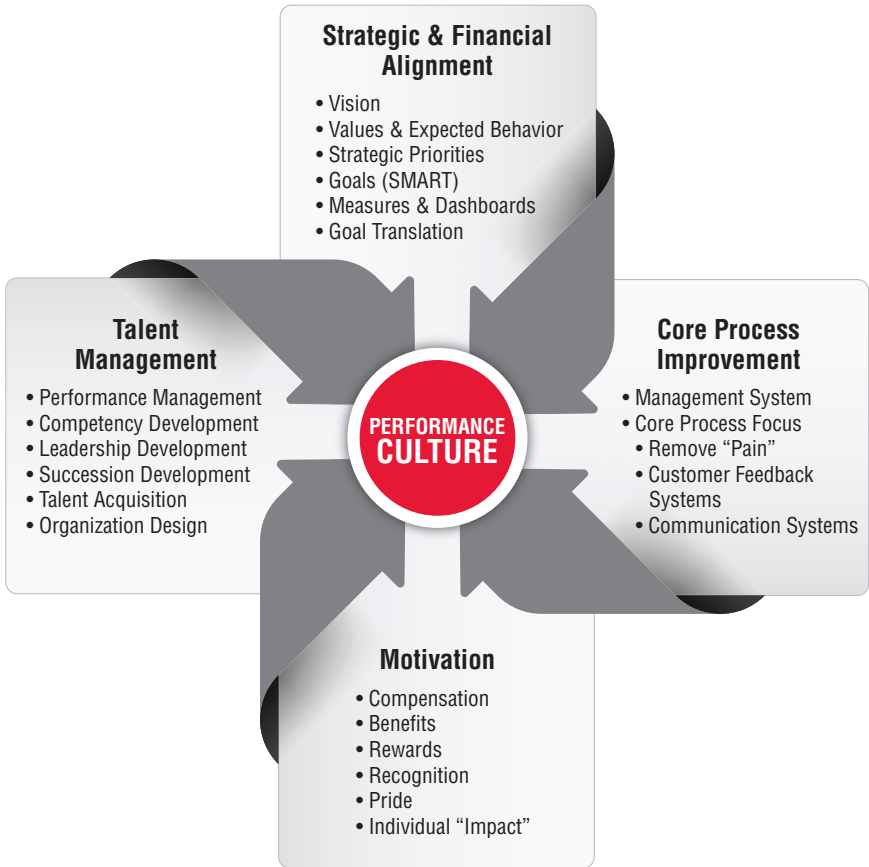 Strategic & Financial
Alignment
• Vision
• Values & Expected Behavior
• Strategic Priorities
• Goals (SMART)
• Measures & Dashboards
• Goal Translation
Talent
Management
• Performance Management
• Competency Development
• Leadership Development
• Succession Development
• Talent Acquisition
• Organization Design
PERFORMANCE
CULTURE
Core Process
Improvement
• Management System
• Core Process Focus
• Remove “Pain”
• Customer Feedback
Systems
• Communication Systems
Motivation
• Compensation
• Benefits
• Rewards
• Recognition
• Pride
• Individual “Impact”